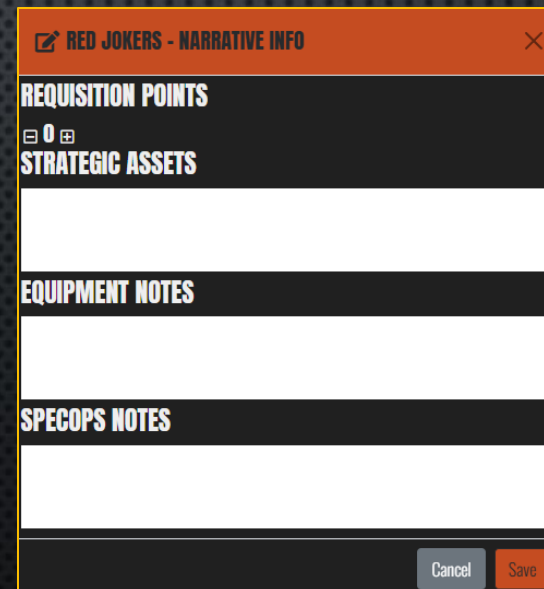 RED JOKERS - NARRATIVE INFO
REQUISITION POINTS
0
STRATEGIC ASSETS
EQUIPMENT NOTES
SPECOPS NOTES
Cancel Save